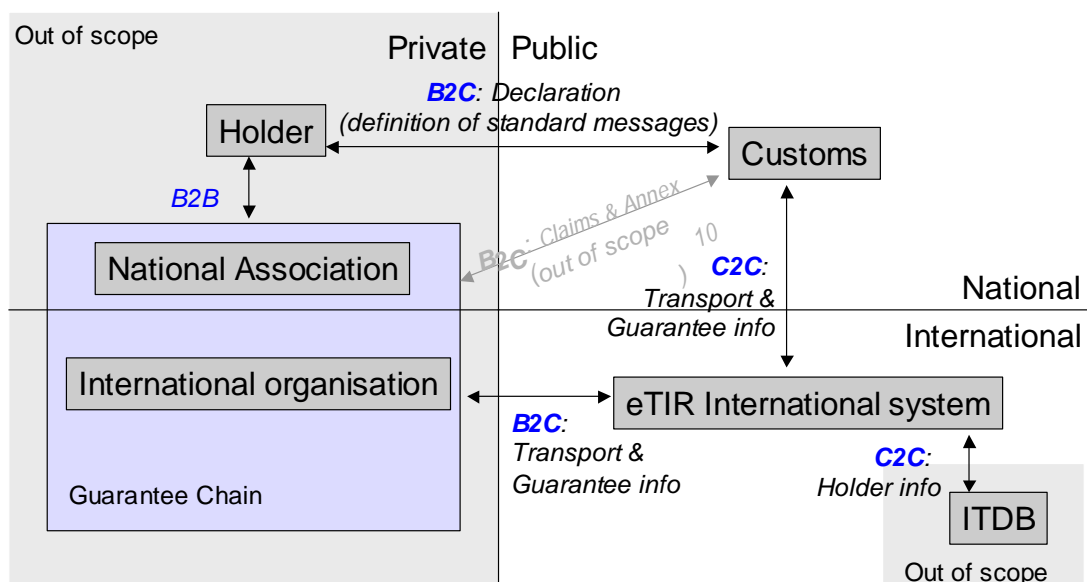 Out of scope
Private
Public
B2C: Declaration
(definition of standard messages)
Holder
Customs
B2B
B2C: Claims & Annex 10
(out of scope)
National Association
C2C:
Transport &
Guarantee info
National
International
International organisation
eTIR International system
B2C:
Transport &
Guarantee info
C2C:
Holder info
Guarantee Chain
ITDB
Out of scope